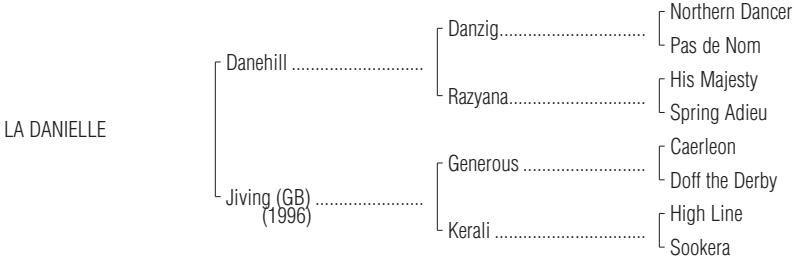 Northern Dancer
Danzig................................
Pas de Nom
Danehill ............................
His Majesty
Razyana.............................
Spring Adieu
LA DANIELLE
Caerleon
Generous ..........................
Doff the Derby
Jiving (GB) .......................
(1996)
High Line
Kerali ................................
Sookera